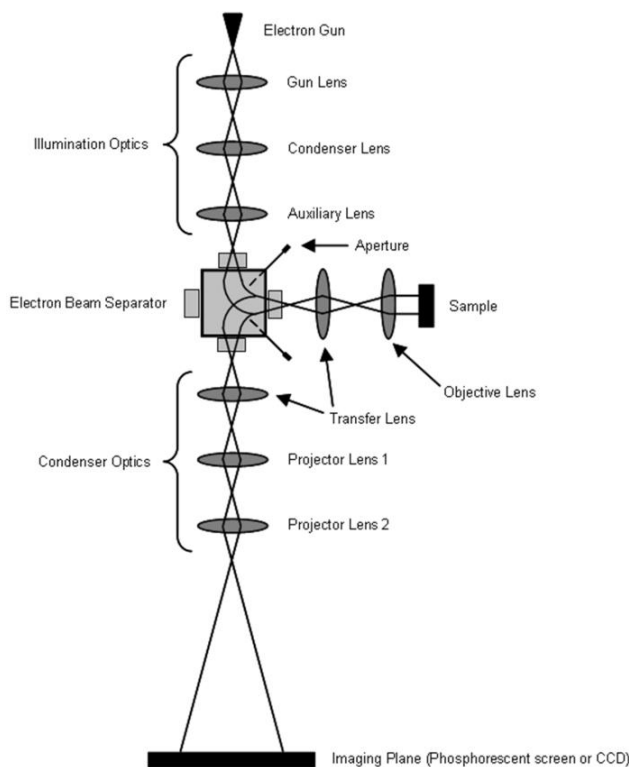 Electron Gun
Gun Lens
Illumination Optics
Condenser Lens
Auxiliary Lens
Aperture
Electron Beam Separator
Sample
Objective Lens
Transfer Lens
Condenser Optics
Projector Lens 1
Projector Lens 2
Imaging Plane (Phosphorescent screen or CCD)